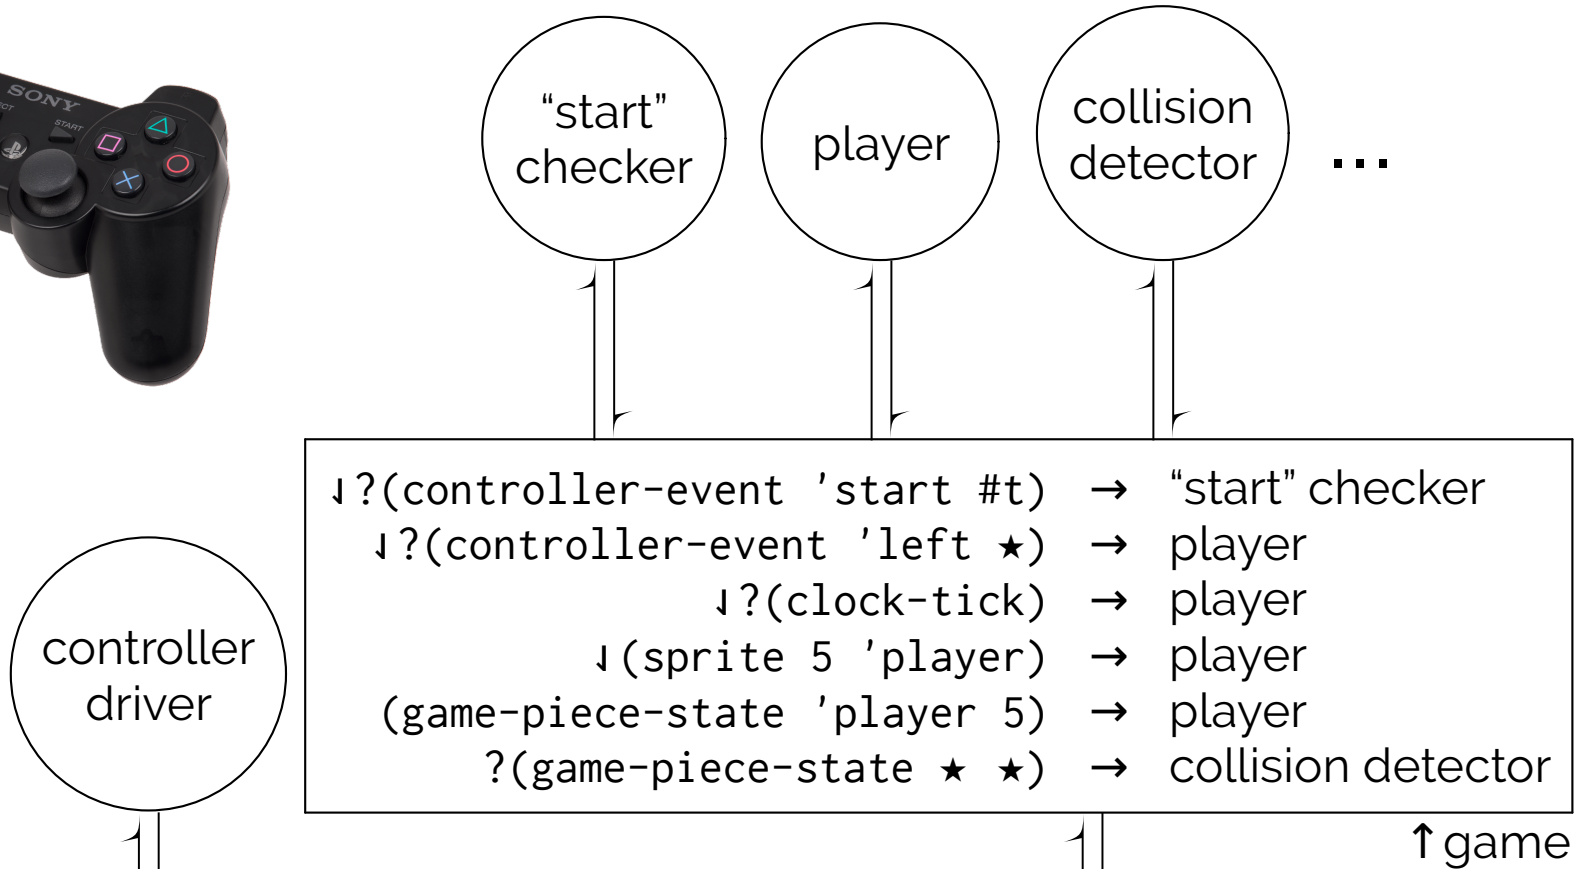 SONY
START
“start”
checker
player
collision
detector
...
⇃?(controller-event 'start #t) → “start” checker
⇃?(controller-event 'left ★) → player
⇃?(clock-tick) → player
⇃(sprite 5 'player) → player
(game-piece-state 'player 5) → player
?(game-piece-state ★ ★) → collision detector
controller
driver
↑game